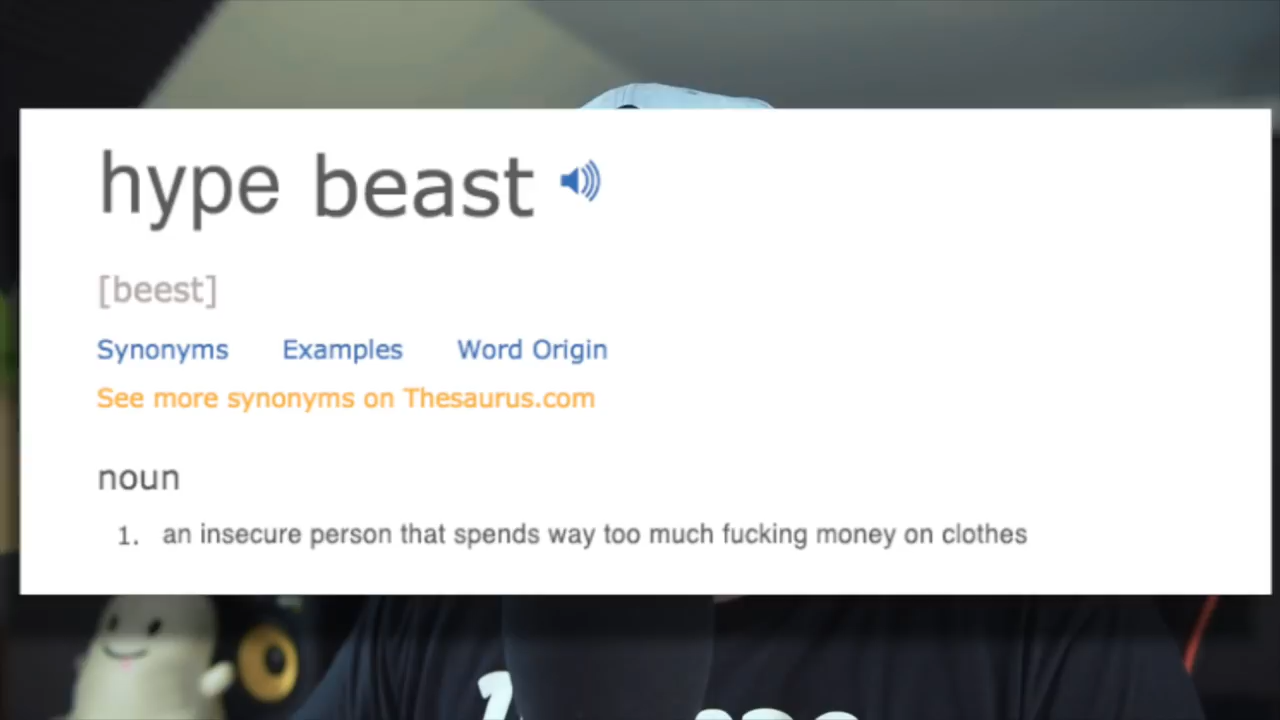 hype beast
[beest]
Synonyms Examples Word Origin
See more synonyms on Thesaurus.com
noun
1. an insecure person that spends way too much fucking money on clothes